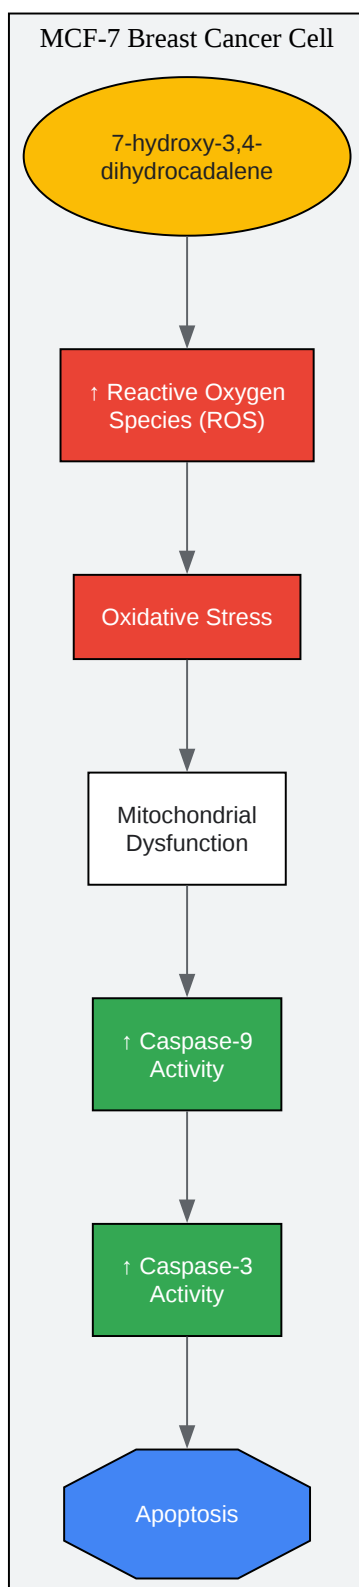 MCF-7 Breast Cancer Cell
7-hydroxy-3,4-
dihydrocadalene
↑ Reactive Oxygen
Species (ROS)
Oxidative Stress
Mitochondrial
Dysfunction
↑ Caspase-9
Activity
↑ Caspase-3
Activity
Apoptosis